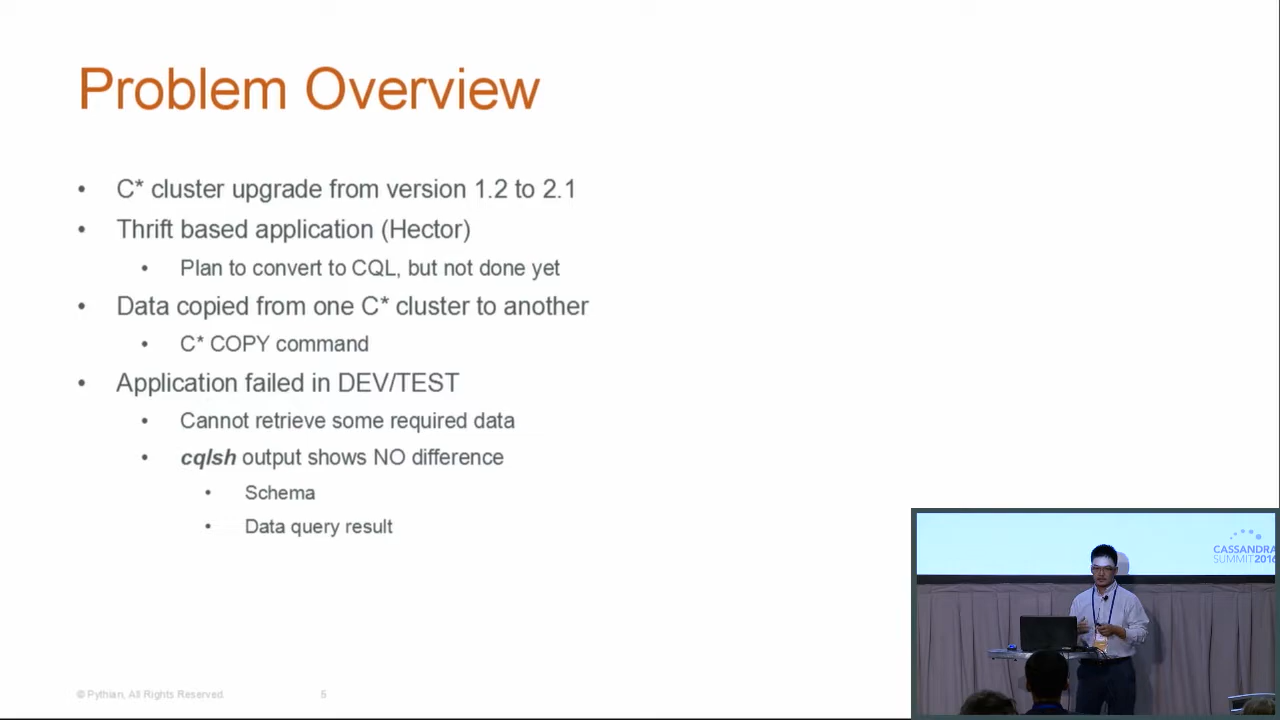 Problem Overview
• C* cluster upgrade from version 1.2 to 2.1
• Thrift based application (Hector)
• Plan to convert to CQL, but not done yet
• Data copied from one C* cluster to another
• C* COPY command
• Application failed in DEV/TEST
• Cannot retrieve some required data
• cqlsh output shows NO difference
• Schema
• Data query result
CASSANDRA
SUMMIT2016
© Pythian, All Rights Reserved.
5